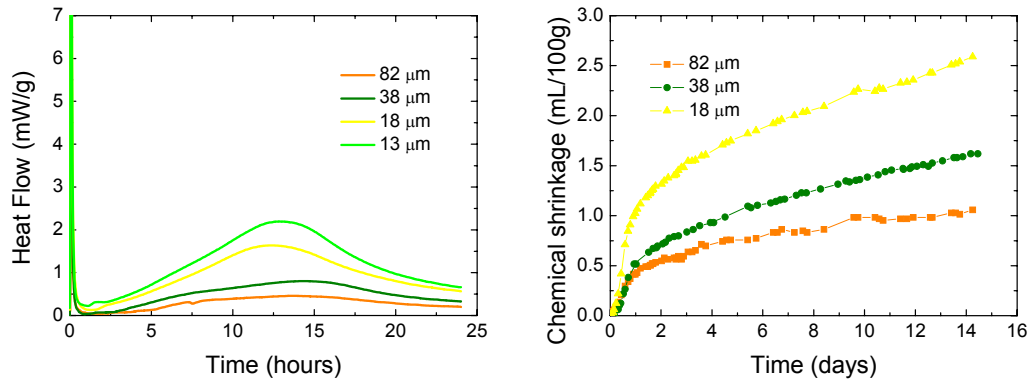 Heat Flow (mW/g)
7
6
5
4
3
2
1
0
0 5 10 15 20 25
Time (hours)
82 μm
38 μm
18 μm
13 μm
Chemical shrinkage (mL/100g)
3.0
2.5
2.0
1.5
1.0
0.5
0.0
0 2 4 6 8 10 12 14 16
Time (days)
82 μm
38 μm
18 μm